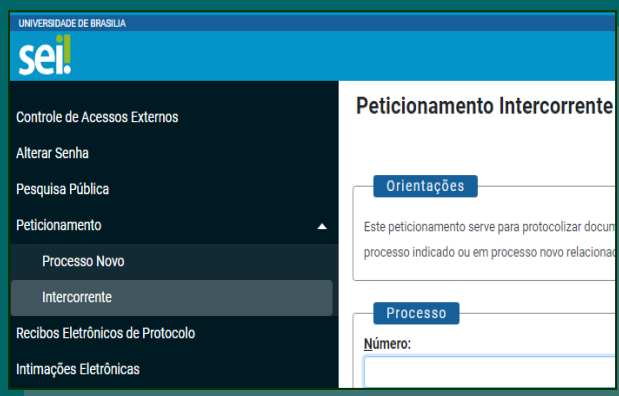 UNIVERSIDADE DE BRASILIA
sei!
Controle de Acessos Externos
Alterar Senha
Pesquisa Pública
Peticionamento
Processo Novo
Intercorrente
Recibos Eletrônicos de Protocolo
Intimações Eletrônicas
Peticionamento Intercorrente
Orientações
Este peticionamento serve para protocolizar
processo indicado ou em processo novo
Processo
Número: